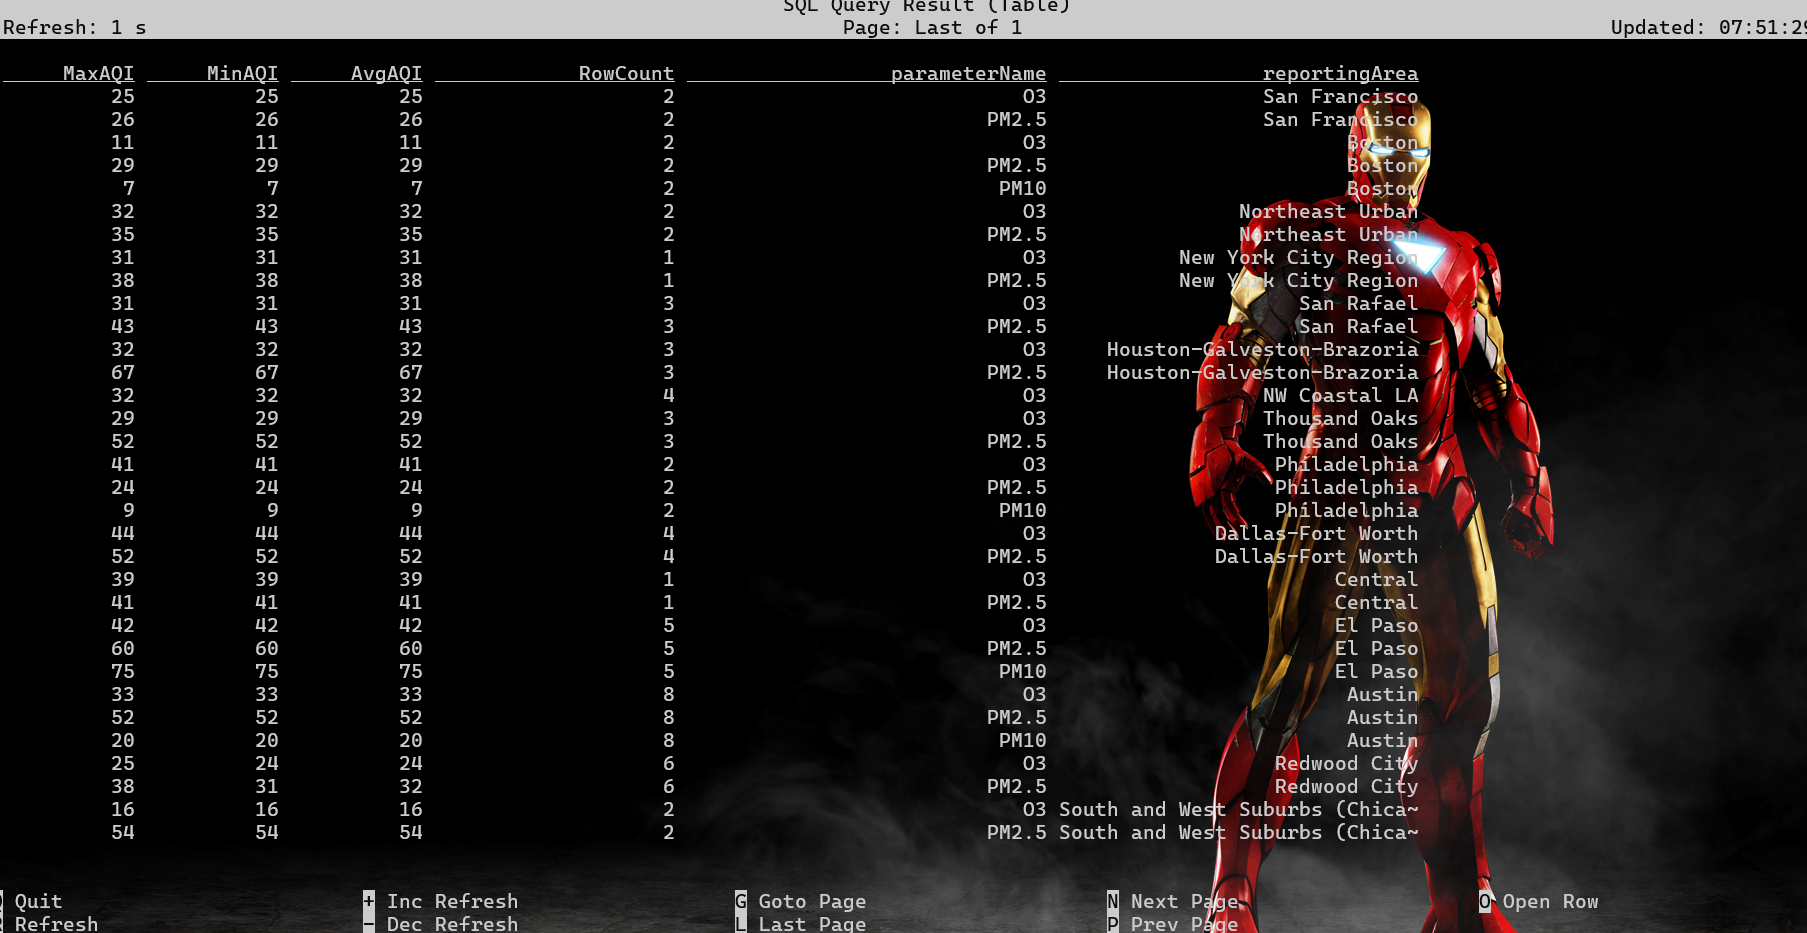 SQL Query Result (Table)
Refresh: 1 s Page: Last of 1 Updated: 07:51:29
MaxAQI MinAQI AvgAQI RowCount parameterName reportingArea
25 25 25 2 O3 San Francisco
26 26 26 2 PM2.5 San Francisco
11 11 11 2 O3 Boston
29 29 29 2 PM2.5 Boston
7 7 7 2 PM10 Boston
32 32 32 2 O3 Northeast Urban
35 35 35 2 PM2.5 Northeast Urban
31 31 31 1 O3 New York City Region
38 38 38 1 PM2.5 New York City Region
31 31 31 3 O3 San Rafael
43 43 43 3 PM2.5 San Rafael
32 32 32 3 O3 Houston-Galveston-Brazoria
67 67 67 3 PM2.5 Houston-Galveston-Brazoria
32 32 32 4 O3 NW Coastal LA
29 29 29 3 O3 Thousand Oaks
52 52 52 3 PM2.5 Thousand Oaks
41 41 41 2 O3 Philadelphia
24 24 24 2 PM2.5 Philadelphia
9 9 9 2 PM10 Philadelphia
44 44 44 4 O3 Dallas-Fort Worth
52 52 52 4 PM2.5 Dallas-Fort Worth
39 39 39 1 O3 Central
41 41 41 1 PM2.5 Central
42 42 42 5 O3 El Paso
60 60 60 5 PM2.5 El Paso
75 75 75 5 PM10 El Paso
33 33 33 8 O3 Austin
52 52 52 8 PM2.5 Austin
20 20 20 8 PM10 Austin
25 24 24 6 O3 Redwood City
38 31 32 6 PM2.5 Redwood City
16 16 16 2 O3 South and West Suburbs (Chica~
54 54 54 2 PM2.5 South and West Suburbs (Chica~
Quit + Inc Refresh G Goto Page N Next Page O Open Row
Refresh - Dec Refresh L Last Page P Prev Page